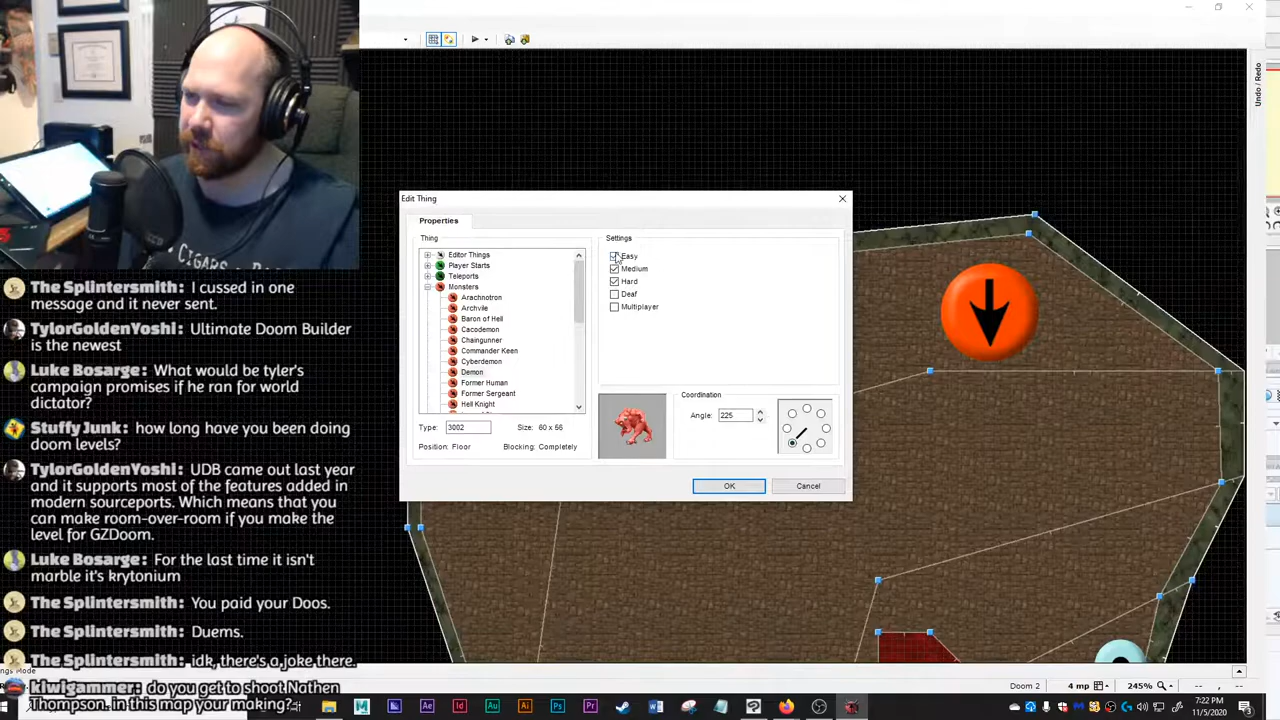 Edit Thing
Properties
Thing
Editor Things
Player Starts
Teleports
Monsters
Arachnotron
Archvile
Baron of Hell
Cacodemon
Chaingunner
Commander Keen
Cyberdemon
Demon
Former Human
Former Sergeant
Hell Knight
Type: 3002
Size: 60 x 56
Position: Floor
Blocking: Completely
Settings
Easy
Medium
Hard
Deaf
Multiplayer
Coordination
Angle: 225
OK
Cancel
Undo / Redo
The Splintersmith: I cussed in one
message and it never sent.
TylorGoldenYoshi: Ultimate Doom Builder
is the newest
Luke Bosarge: What would be tyler's
campaign promises if he ran for world
dictator?
Stuffy Junk: how long have you been doing
doom levels?
TylorGoldenYoshi: UDB came out last year
and it supports most of the features added in
modern sourceports. Which means that you
can make room-over-room if you make the
level for GZDoom.
Luke Bosarge: For the last time it isn't
marble it's krytonium
The Splintersmith: You paid your Doos.
The Splintersmith: Duems.
The Splintersmith: idk, there's a joke there.
kiwigammer: do you get to shoot Nathen
Thompson, in this map your making?
ngs Mode
Doom 2
4 mp
245%
--, --
7:22 PM
11/5/2020